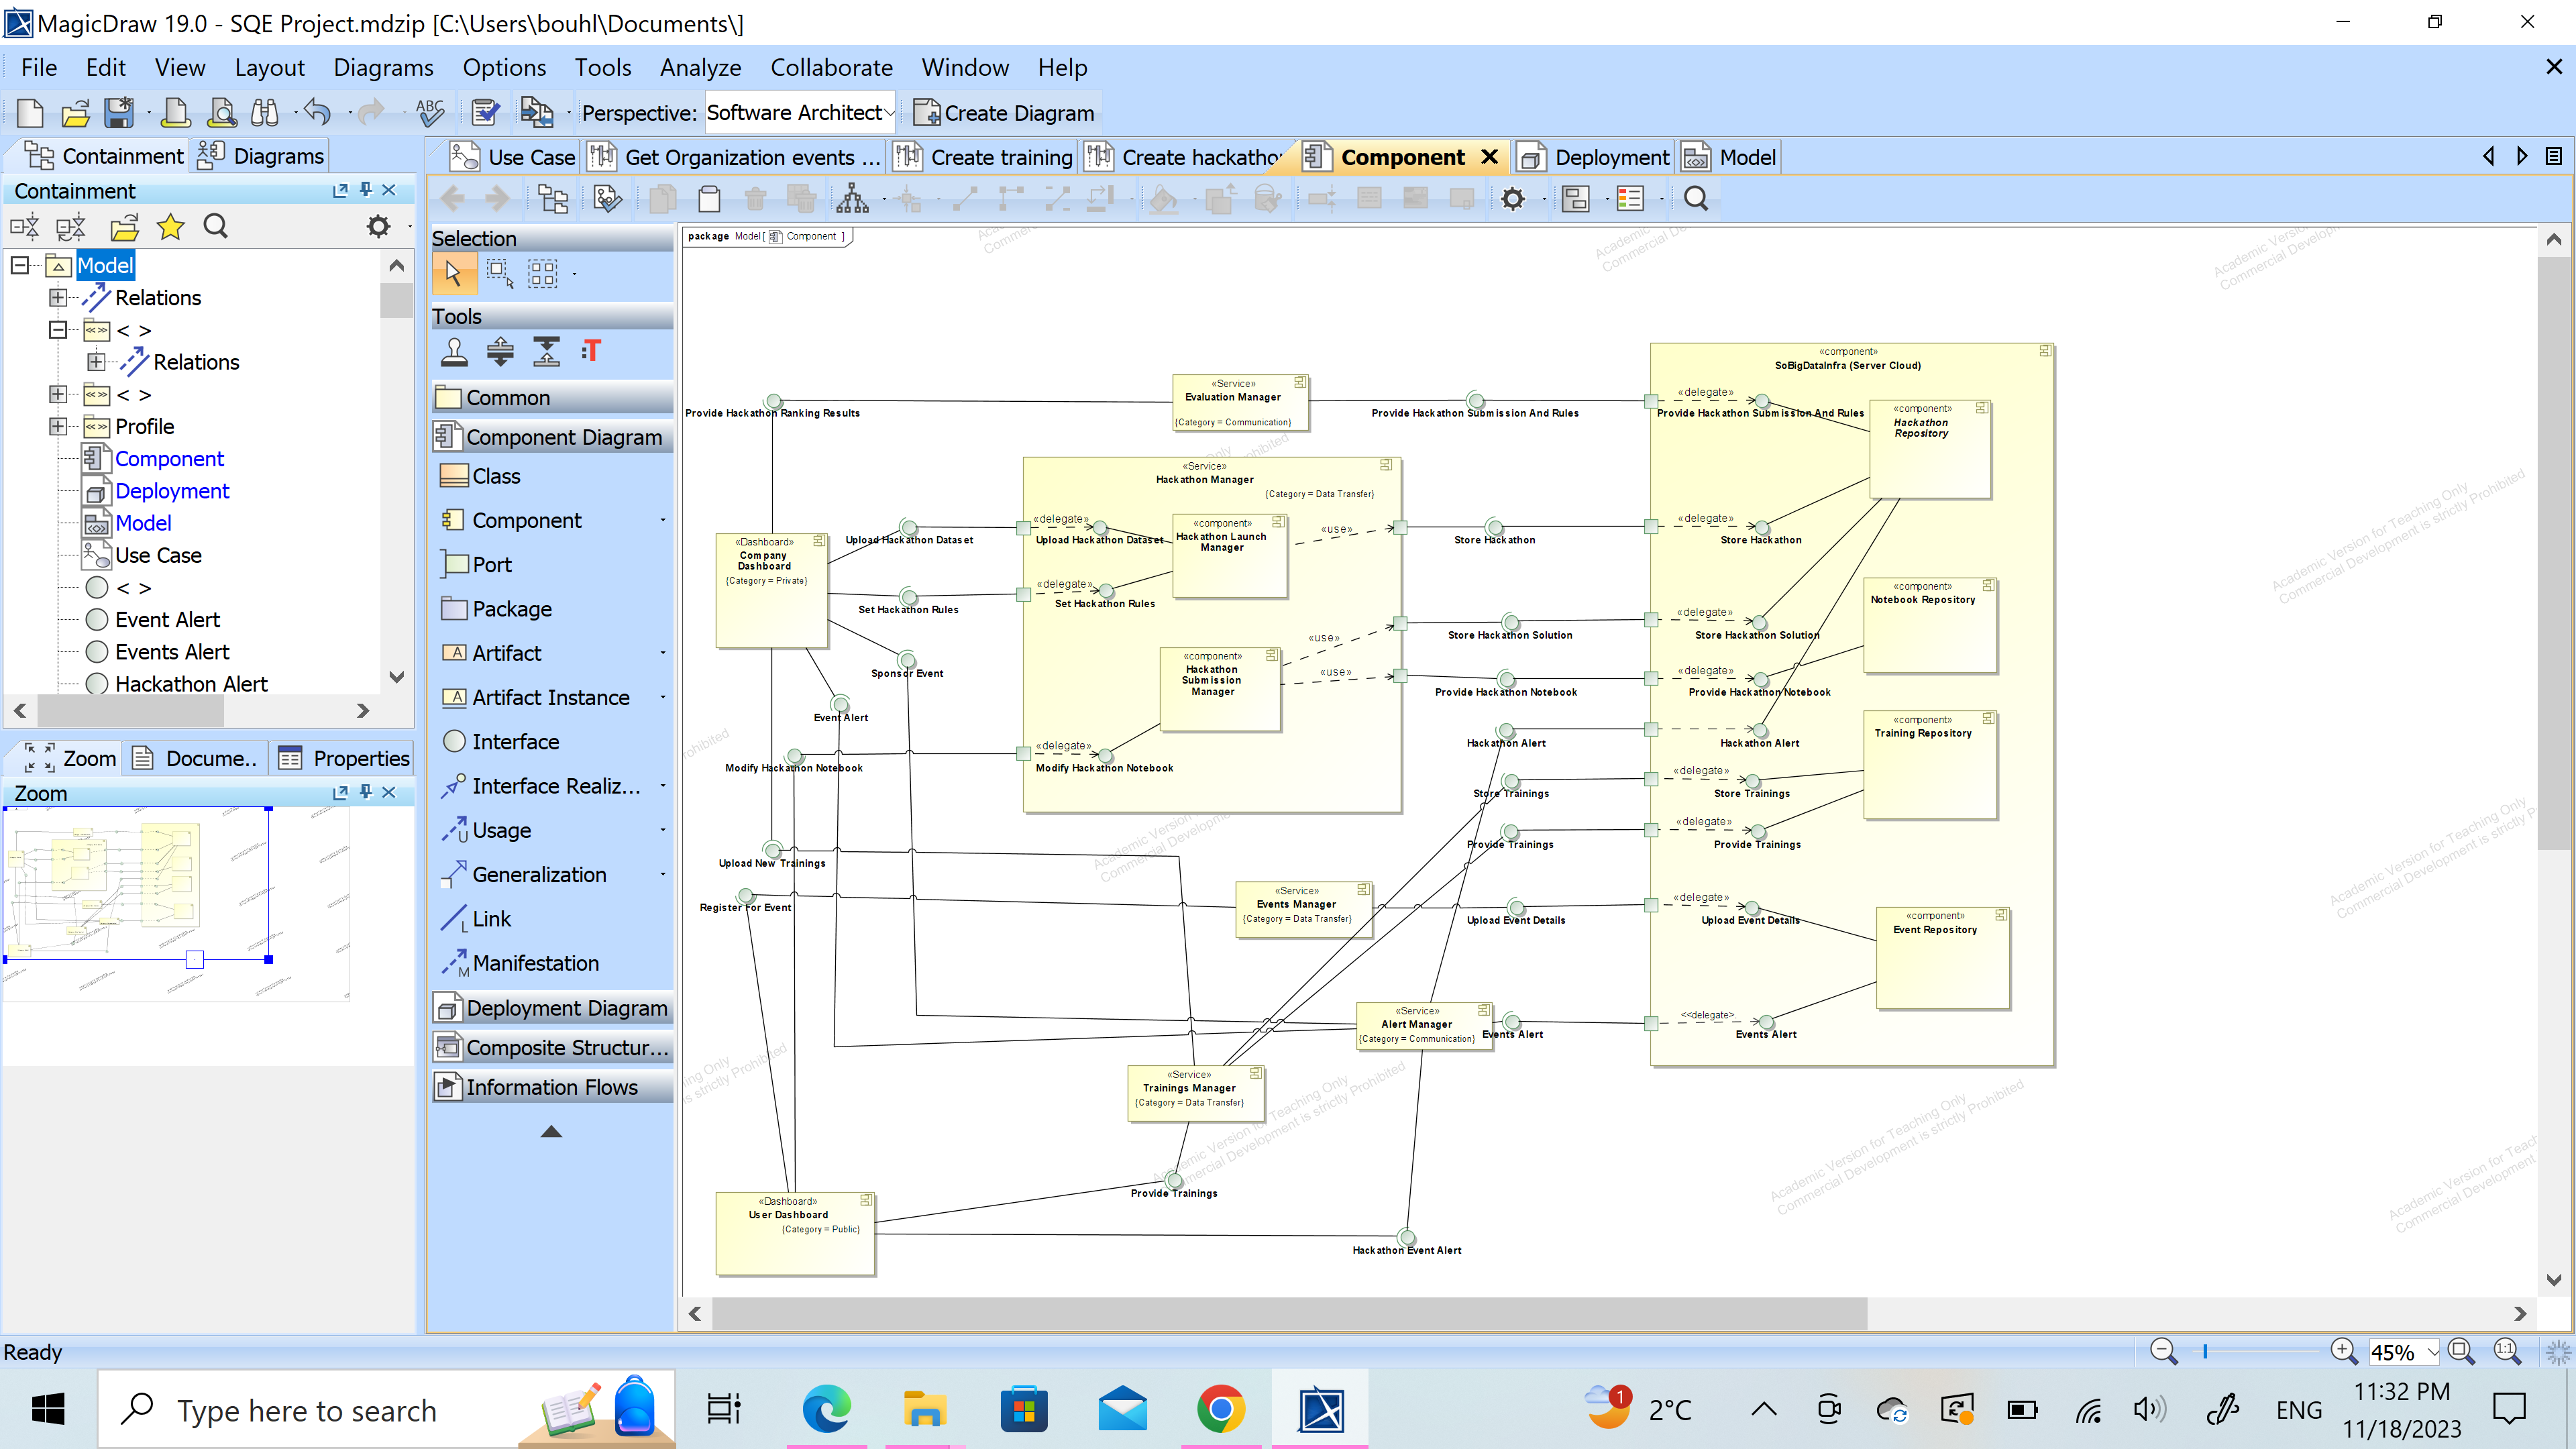 MagicDraw 19.0 - SQE Project.mdzip [C:\Users\bouhl\Documents\]
File Edit View Layout Diagrams Options Tools Analyze Collaborate Window Help
ABC
Perspective: Software Architect Create Diagram
Containment Diagrams
Use Case Get Organization events ... Create training Create hackatho Component Deployment Model
Containment
Model
Relations
< >
Relations
< >
Profile
Component
Deployment
Model
Use Case
< >
Event Alert
Events Alert
Hackathon Alert
Zoom Docume.. Properties
Zoom
Selection
Tools
:T
Common
Component Diagram
Class
Component
Port
Package
Artifact
Artifact Instance
Interface
Interface Realiz...
Usage
Generalization
Link
Manifestation
Deployment Diagram
Composite Structur...
Information Flows
package Model[ Component ]
«component»
SoBigDataInfra (Server Cloud)
«Service»
Evaluation Manager
{Category = Communication}
Provide Hackathon Ranking Results
Provide Hackathon Submission And Rules
«delegate»
Provide Hackathon Submission And Rules
«component»
Hackathon
Repository
«Service»
Hackathon Manager
{Category = Data Transfer}
«Dashboard»
Company
Dashboard
{Category = Private}
Upload Hackathon Dataset
«delegate»
Upload Hackathon Dataset
«component»
Hackathon Launch
Manager
«use»
Store Hackathon
«delegate»
Store Hackathon
Set Hackathon Rules
«delegate»
Set Hackathon Rules
«component»
Notebook Repository
Sponsor Event
Event Alert
«component»
Hackathon
Submission
Manager
«use»
«use»
Store Hackathon Solution
«delegate»
Store Hackathon Solution
Provide Hackathon Notebook
«delegate»
Provide Hackathon Notebook
Modify Hackathon Notebook
«delegate»
Modify Hackathon Notebook
Hackathon Alert
Hackathon Alert
«component»
Training Repository
Store Trainings
«delegate»
Store Trainings
Provide Trainings
«delegate»
Provide Trainings
Upload New Trainings
Register For Event
«Service»
Events Manager
{Category = Data Transfer}
Upload Event Details
«delegate»
Upload Event Details
«component»
Event Repository
«Service»
Alert Manager
{Category = Communication}
Events Alert
<<delegate>>
Events Alert
«Service»
Trainings Manager
{Category = Data Transfer}
Provide Trainings
«Dashboard»
User Dashboard
{Category = Public}
Hackathon Event Alert
Academic Version for Teaching Only
Commercial Development is strictly Prohibited
Ready
45%
1:1
Type here to search
1
2°C
ENG
11:32 PM
11/18/2023